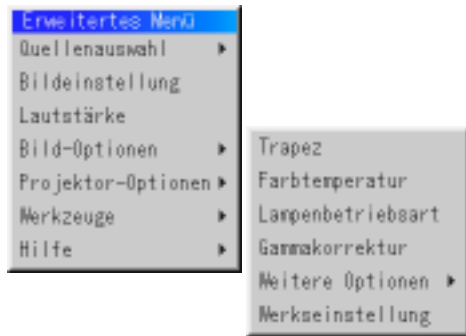 Erweitertes Menü
Quellenauswahl
Bildeinstellung
Lautstärke
Bild-Optionen
Projektor-Optionen
Werkzeuge
Hilfe
Trapez
Farbtemperatur
Lampenbetriebsart
Gammakorrektur
Weitere Optionen
Werkseinstellung